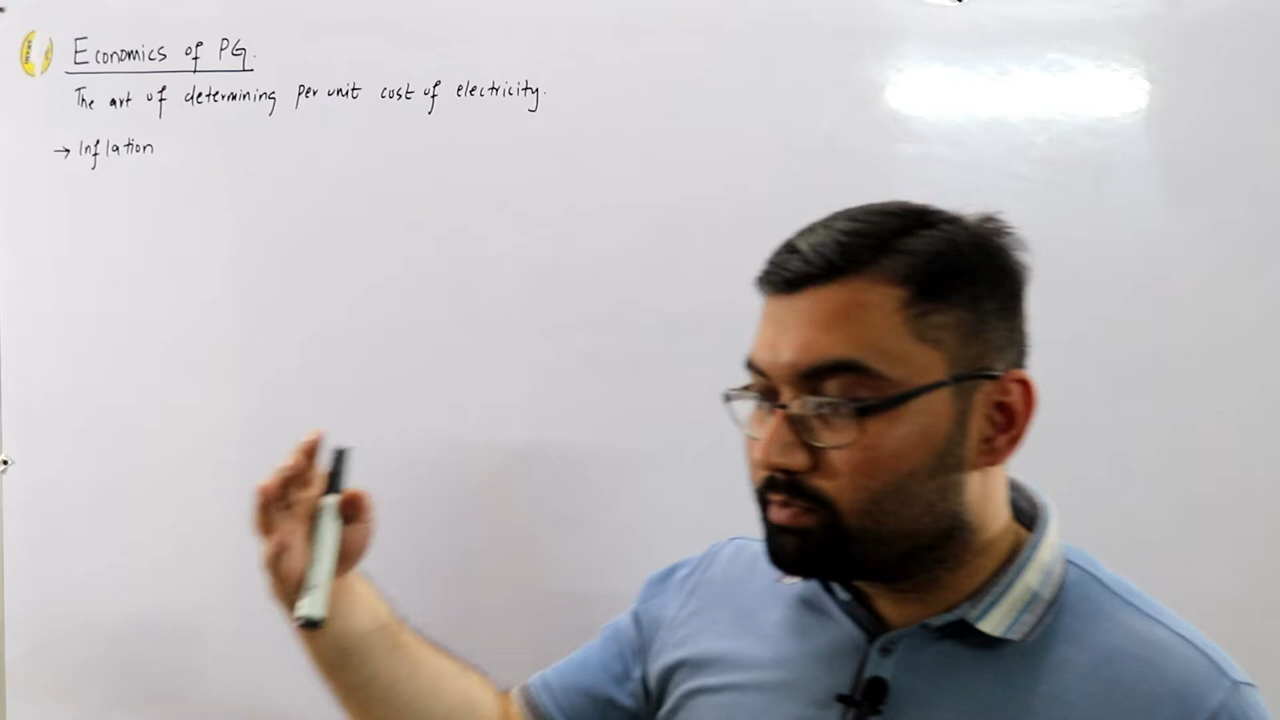 Economics of PG.
The art of determining per unit cost of electricity.
→ Inflation